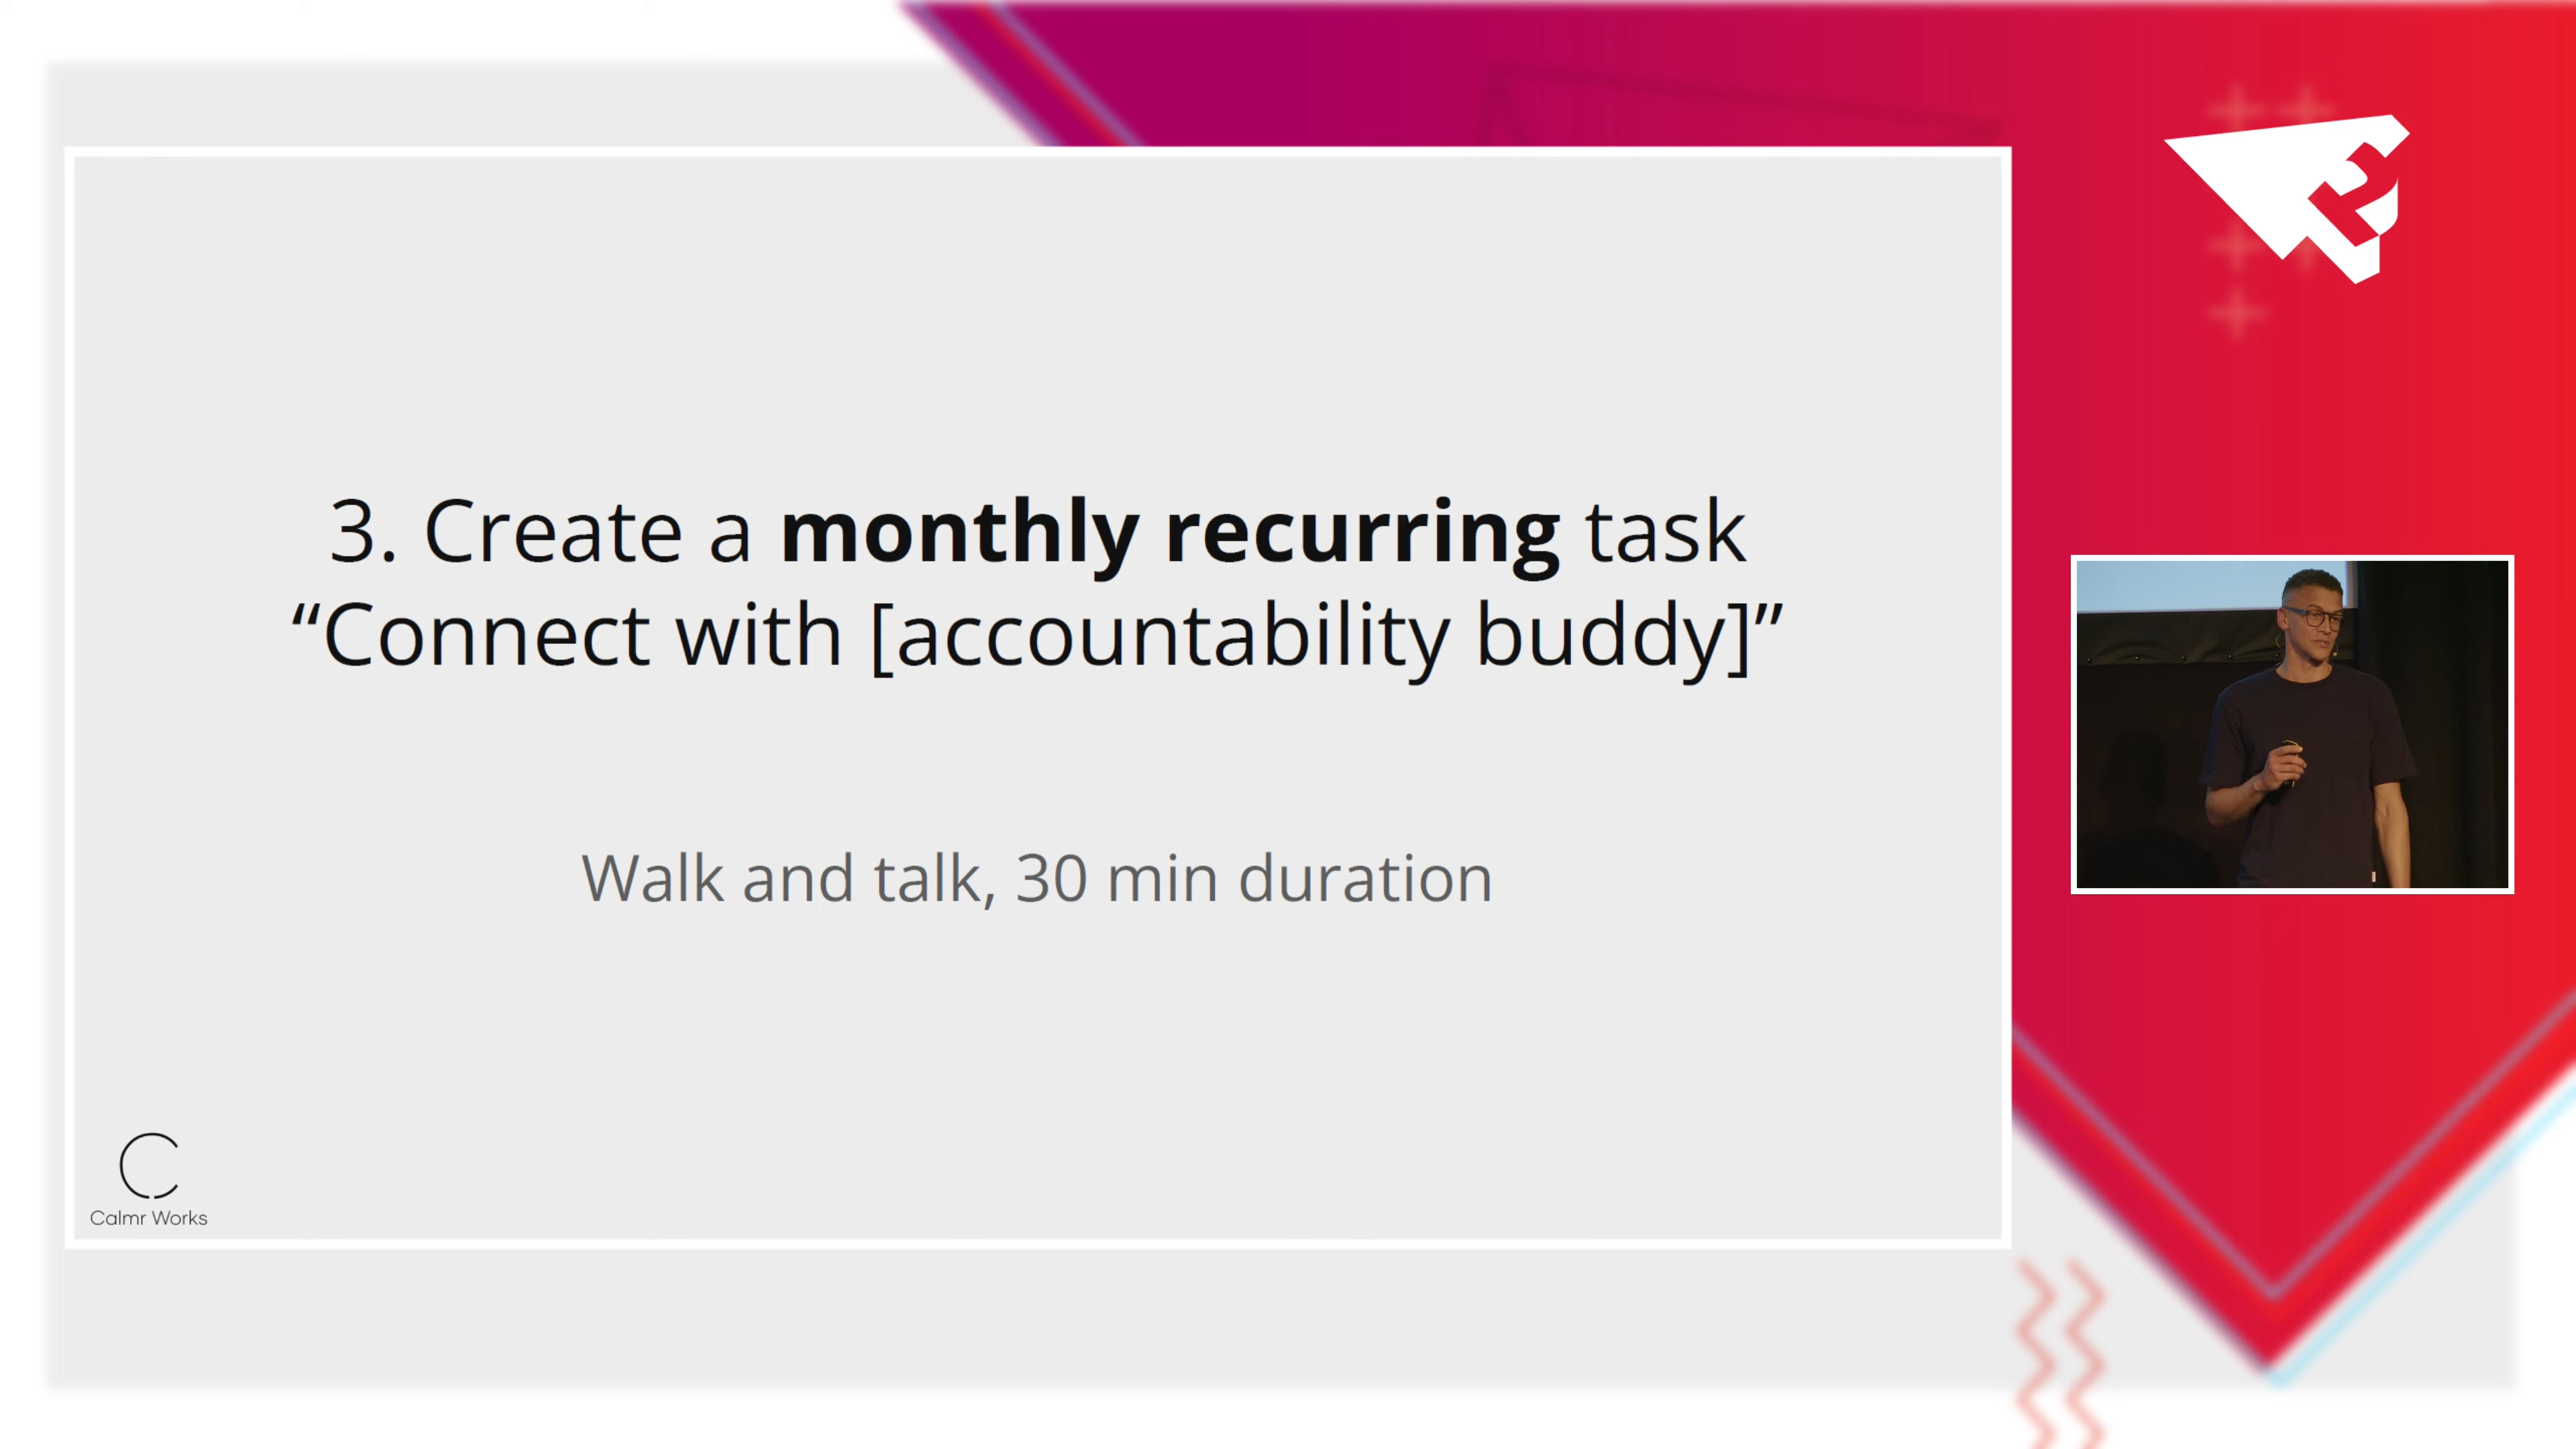 3. Create a monthly recurring task
“Connect with [accountability buddy]”
Walk and talk, 30 min duration
Calmr Works